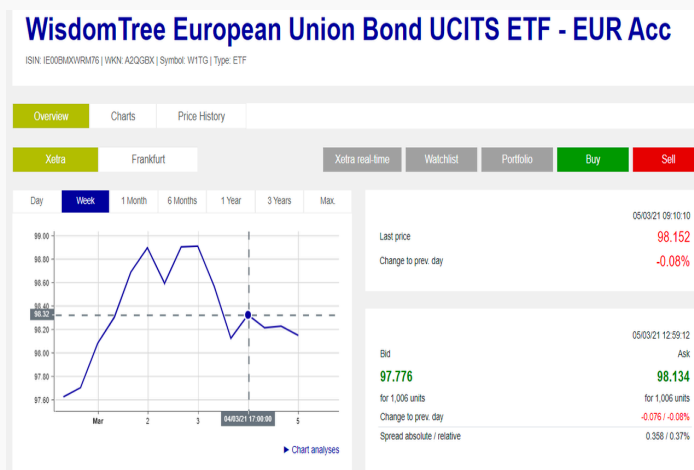 WisdomTree European Union Bond UCITS ETF - EUR Acc
ISIN: IE00BMXWRM76 | WKN: A2QGBX | Symbol: W1TG | Type: ETF
Overview Charts Price History
Xetra Frankfurt Xetra real-time Watchlist Portfolio Buy Sell
Day Week 1 Month 6 Months 1 Year 3 Years Max.
99.00
98.80
98.60
98.40
98.32
98.20
98.00
97.80
97.60
Mar 2 3 04/03/21 17:00:00 5
Chart analyses
05/03/21 09:10:10
Last price 98.152
Change to prev. day -0.08%
05/03/21 12:59:12
Bid Ask
97.776 98.134
for 1,006 units for 1,006 units
Change to prev. day -0.076 / -0.08%
Spread absolute / relative 0.358 / 0.37%